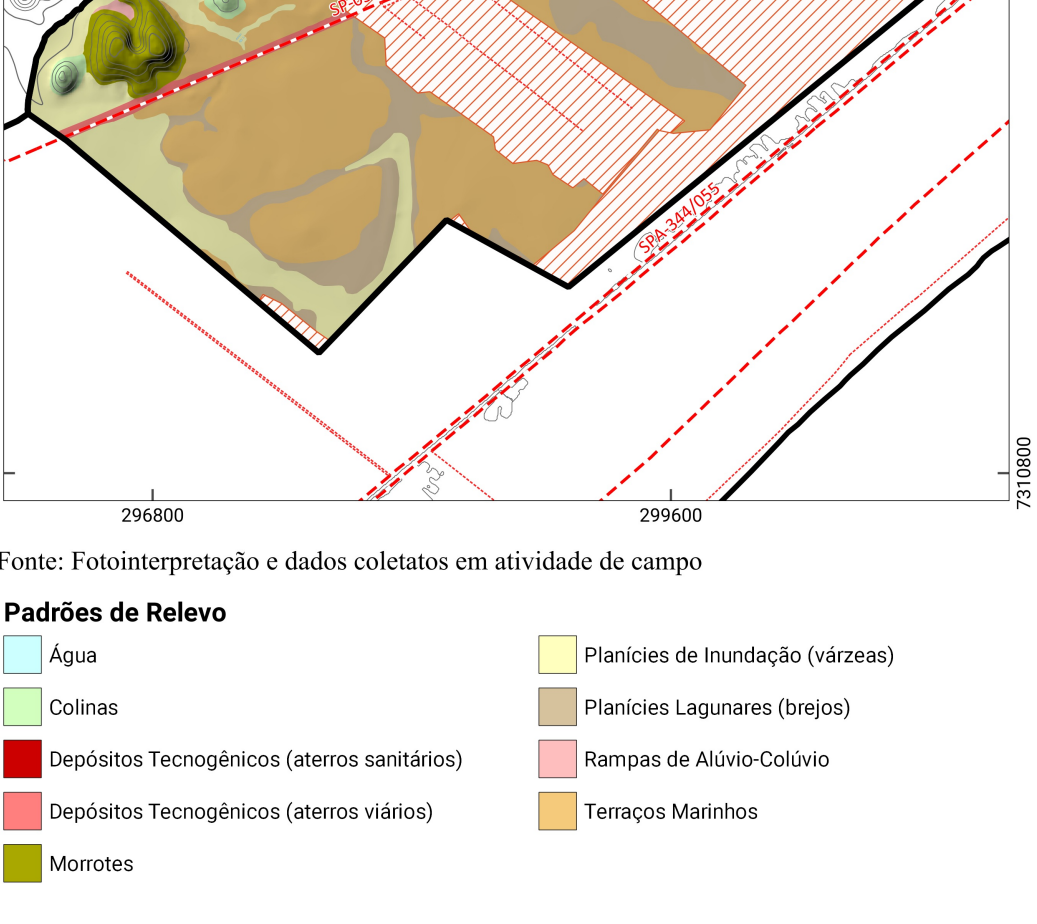 SPA-344/055
7310800
296800
299600
Fonte: Fotointerpretação e dados coletatos em atividade de campo
Padrões de Relevo
Água
Colinas
Depósitos Tecnogênicos (aterros sanitários)
Depósitos Tecnogênicos (aterros viários)
Morrotes
Planícies de Inundação (várzeas)
Planícies Lagunares (brejos)
Rampas de Alúvio-Colúvio
Terraços Marinhos